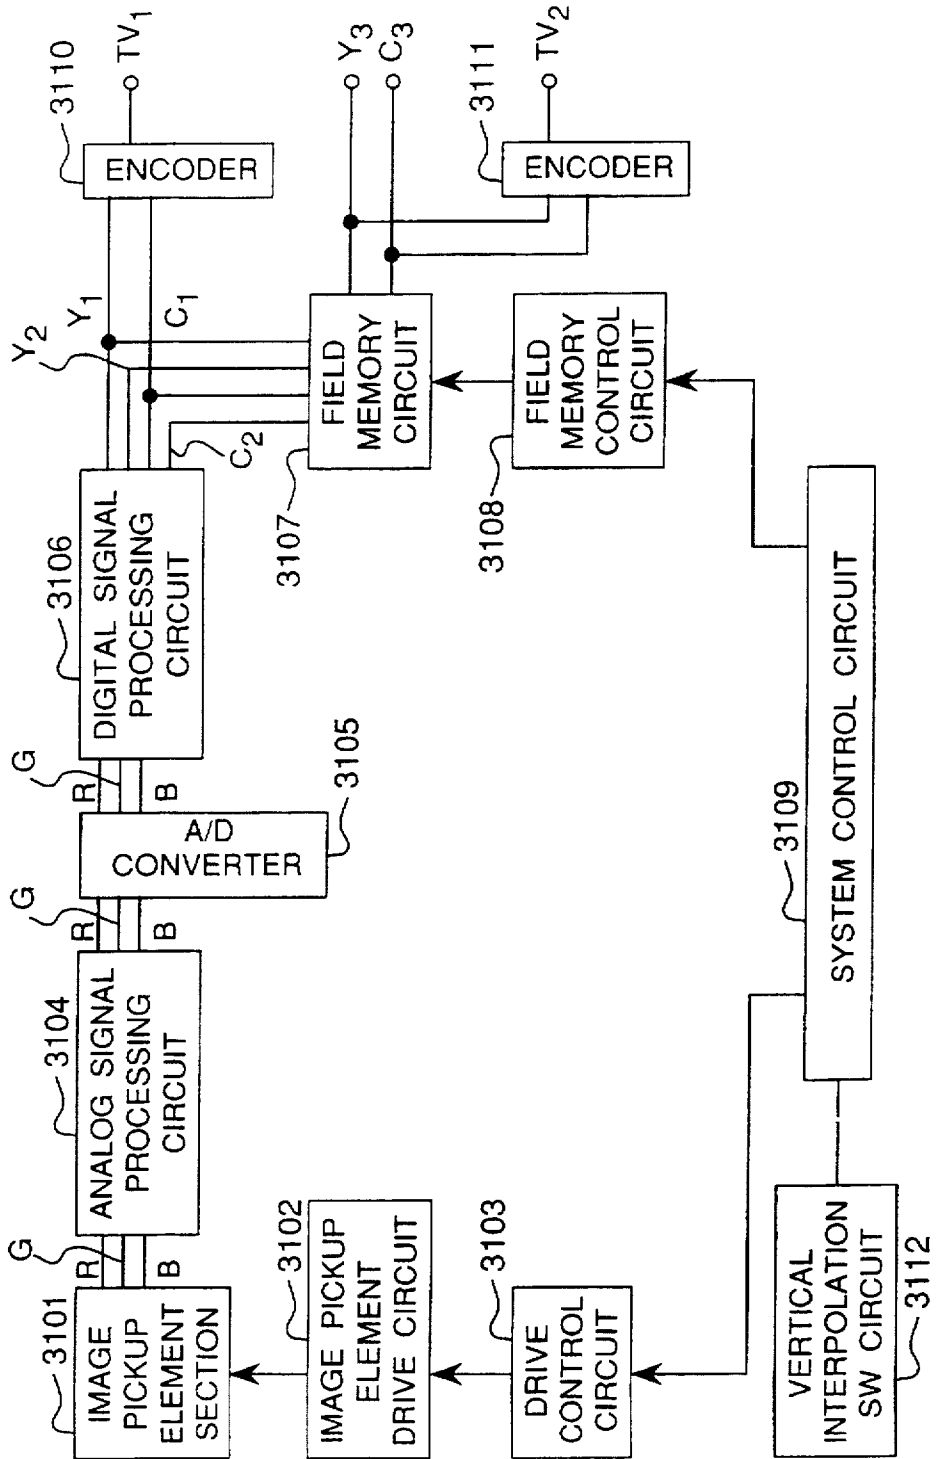 3101
IMAGE
PICKUP
ELEMENT
SECTION
R
G
B
3104
ANALOG SIGNAL
PROCESSING
CIRCUIT
R
G
B
A/D
CONVERTER
3105
R
G
B
3106
DIGITAL SIGNAL
PROCESSING
CIRCUIT
Y2
Y1
C1
C2
3110
ENCODER
TV1
3102
IMAGE PICKUP
ELEMENT
DRIVE CIRCUIT
3107
FIELD
MEMORY
CIRCUIT
Y3
C3
3111
ENCODER
TV2
3103
DRIVE
CONTROL
CIRCUIT
3108
FIELD
MEMORY
CONTROL
CIRCUIT
VERTICAL
INTERPOLATION
SW CIRCUIT
3112
3109
SYSTEM CONTROL CIRCUIT